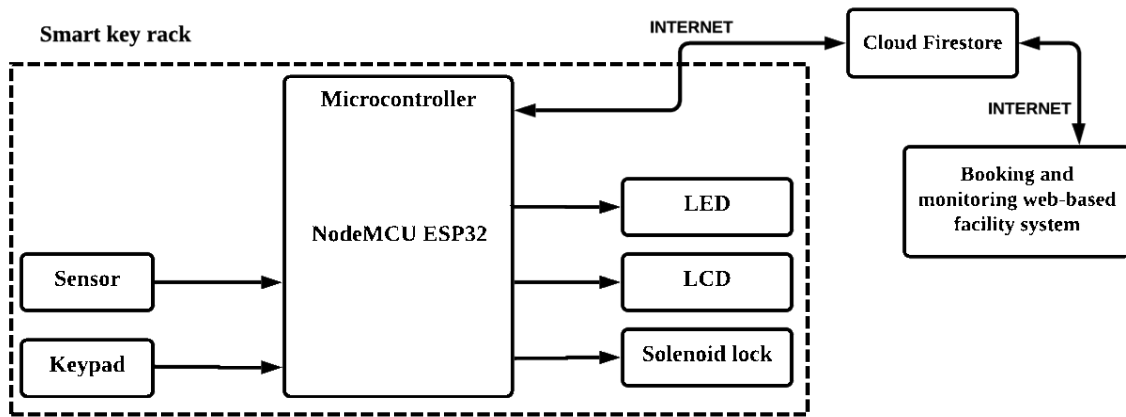 Smart key rack
INTERNET
Cloud Firestore
Microcontroller
NodeMCU ESP32
INTERNET
Booking and
monitoring web-based
facility system
LED
Sensor
LCD
Keypad
Solenoid lock